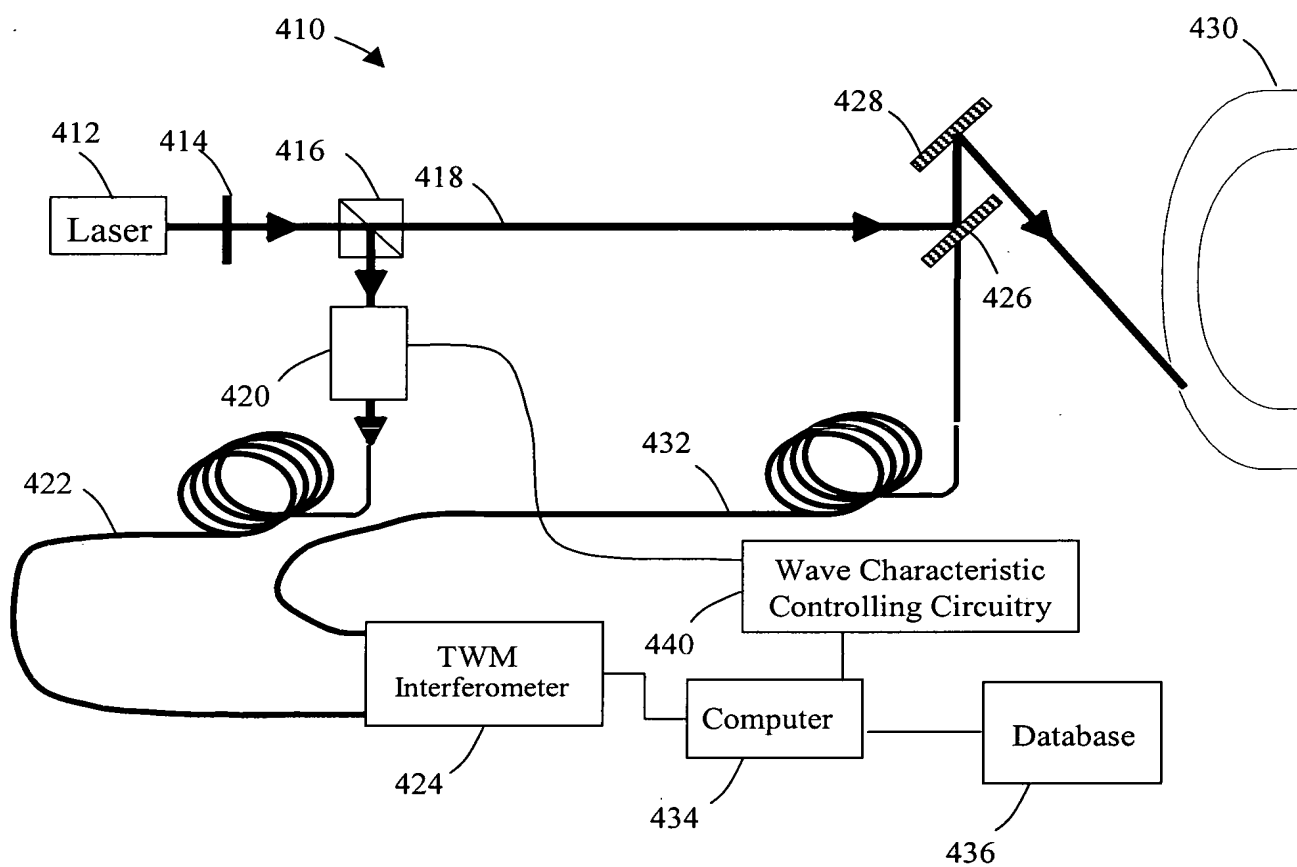 410
430
428
412
414
416
418
Laser
426
420
432
422
Wave Characteristic
Controlling Circuitry
440
TWM
Interferometer
Computer
Database
424
434
436